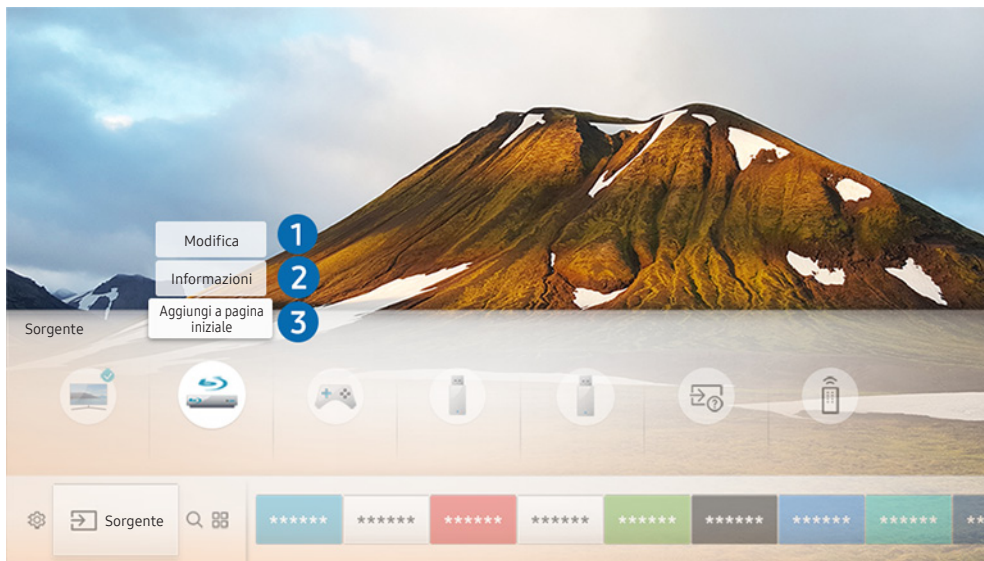 Modifica
1
Informazioni
2
Aggiungi a pagina
iniziale
3
Sorgente
Sorgente
****** ****** ****** ****** ****** ****** ****** ****** **